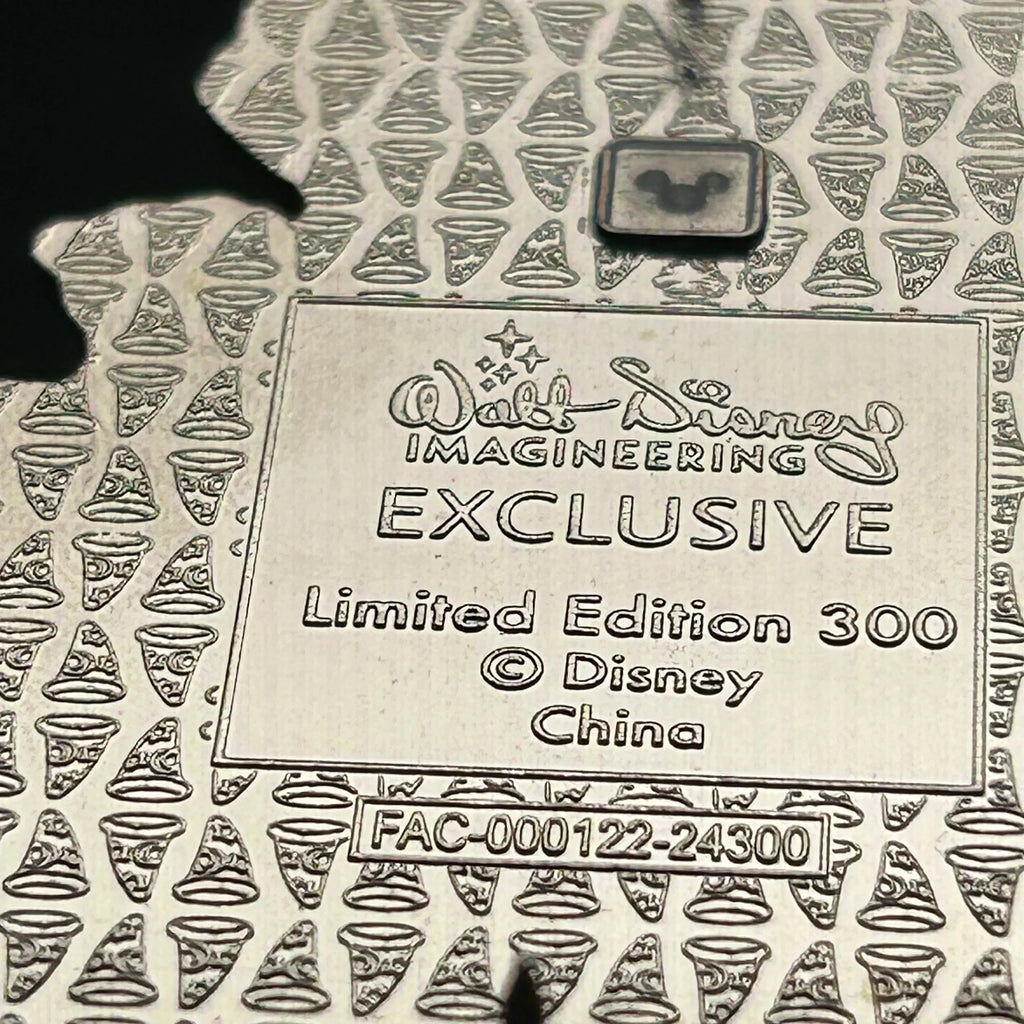 Walt Disney
IMAGINEERING
EXCLUSIVE
Limited Edition 300
© Disney
China
FAC-000122-24300